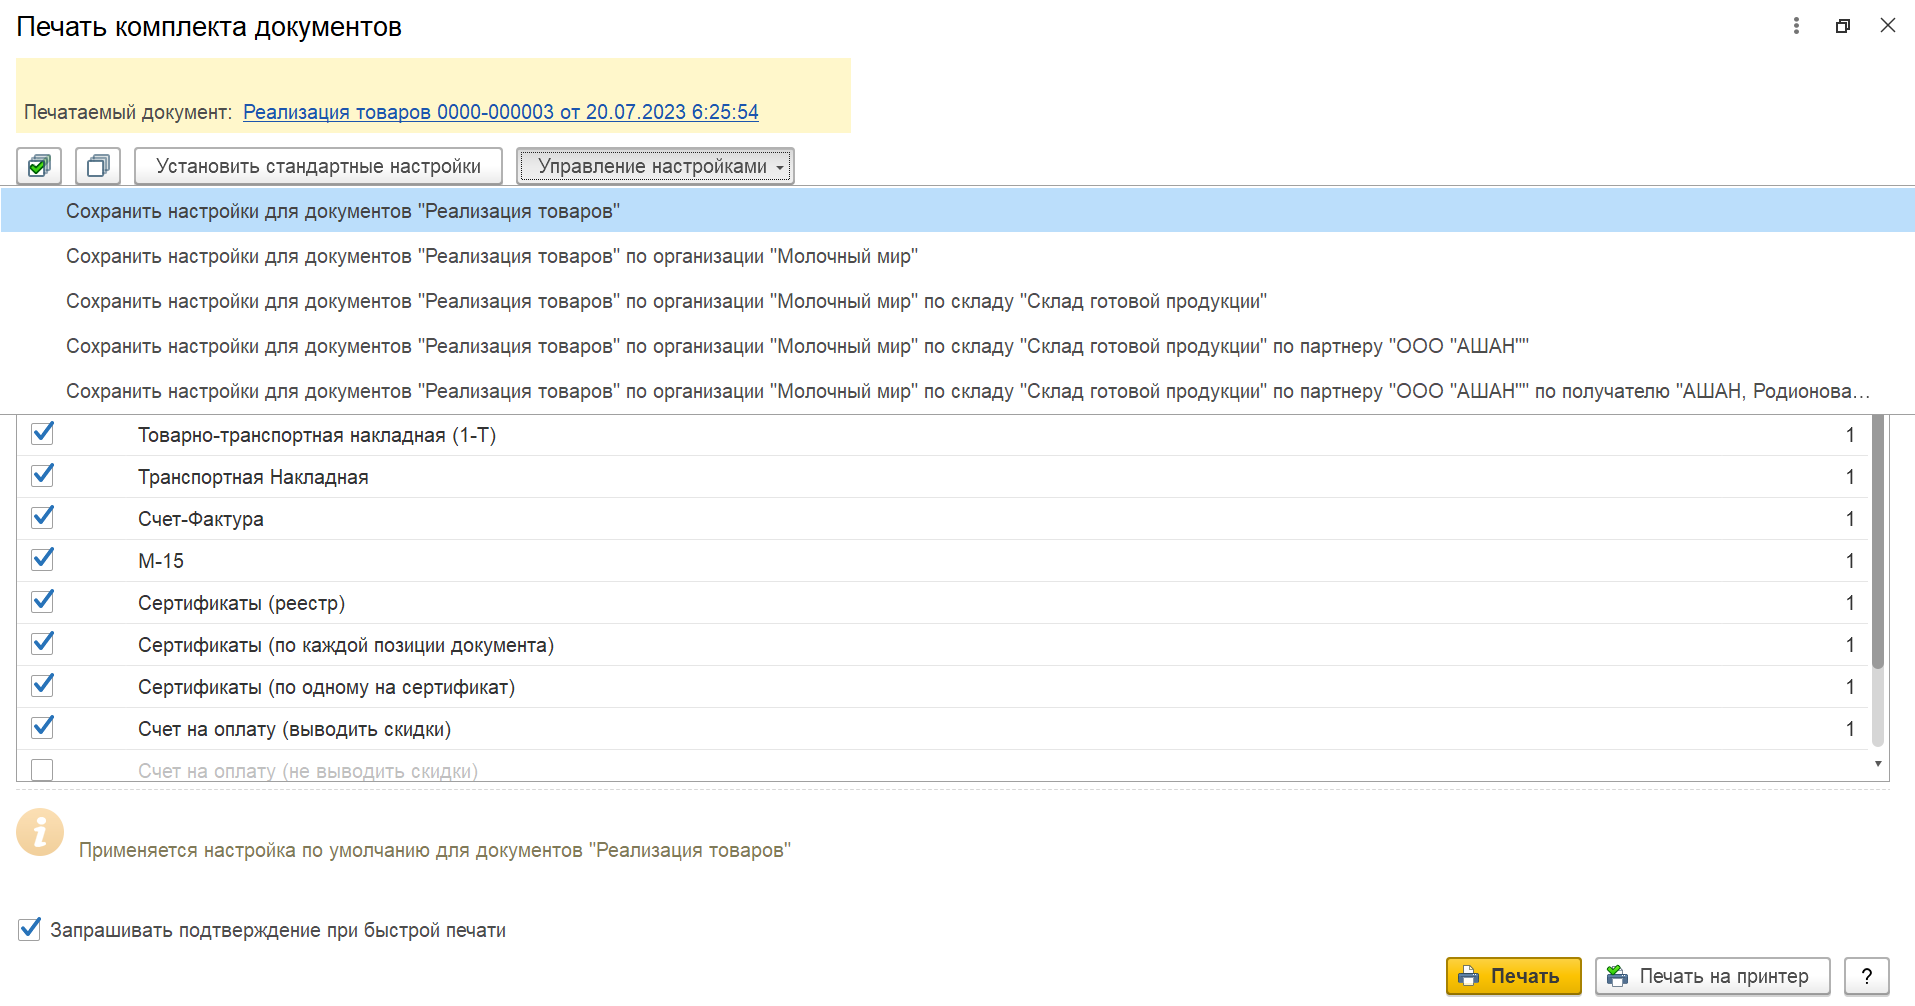 Печать комплекта документов
Печатаемый документ: Реализация товаров 0000-000003 от 20.07.2023 6:25:54
Установить стандартные настройки Управление настройками
Сохранить настройки для документов "Реализация товаров"
Сохранить настройки для документов "Реализация товаров" по организации "Молочный мир"
Сохранить настройки для документов "Реализация товаров" по организации "Молочный мир" по складу "Склад готовой продукции"
Сохранить настройки для документов "Реализация товаров" по организации "Молочный мир" по складу "Склад готовой продукции" по партнеру "ООО "АШАН""
Сохранить настройки для документов "Реализация товаров" по организации "Молочный мир" по складу "Склад готовой продукции" по партнеру "ООО "АШАН"" по получателю "АШАН, Родионова...
Товарно-транспортная накладная (1-Т) 1
Транспортная Накладная 1
Счет-Фактура 1
М-15 1
Сертификаты (реестр) 1
Сертификаты (по каждой позиции документа) 1
Сертификаты (по одному на сертификат) 1
Счет на оплату (выводить скидки) 1
Счет на оплату (не выводить скидки)
Применяется настройка по умолчанию для документов "Реализация товаров"
Запрашивать подтверждение при быстрой печати
Печать Печать на принтер ?